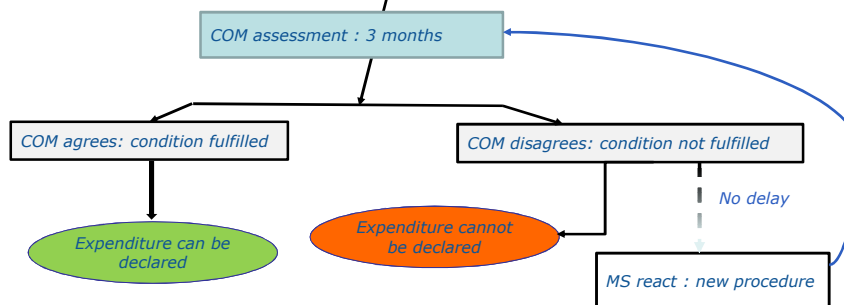 COM assessment : 3 months
COM agrees: condition fulfilled
COM disagrees: condition not fulfilled
No delay
Expenditure can be
declared
Expenditure cannot
be declared
MS react : new procedure